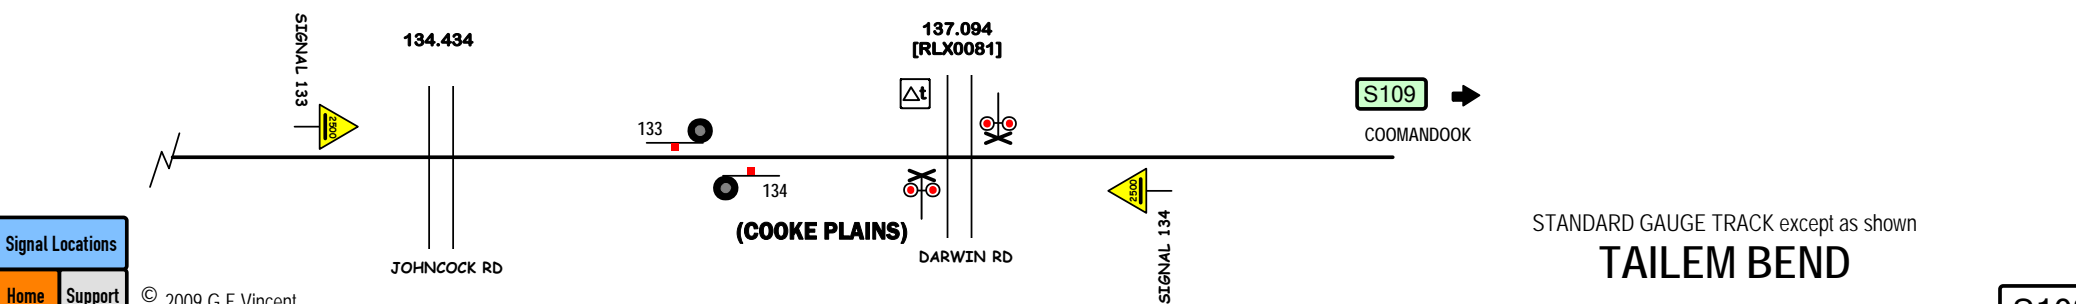 SIGNAL 133
134.434
137.094
[RLX0081]
Δt
S109
COOMANDOOK
2500
133
134
2500
(COOKE PLAINS)
SIGNAL 134
JOHNCOCK RD
DARWIN RD
STANDARD GAUGE TRACK except as shown
TAILEM BEND
Signal Locations
Home
Support
© 2009 G.F. Vincent